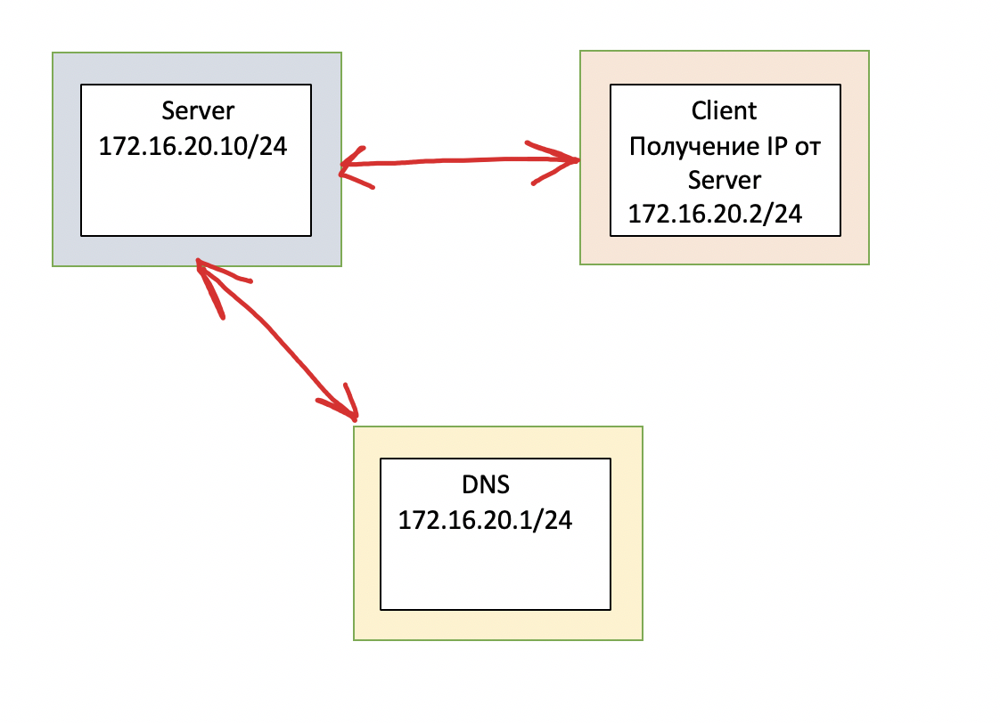 Server
172.16.20.10/24
Client
Получение IP от
Server
172.16.20.2/24
DNS
172.16.20.1/24